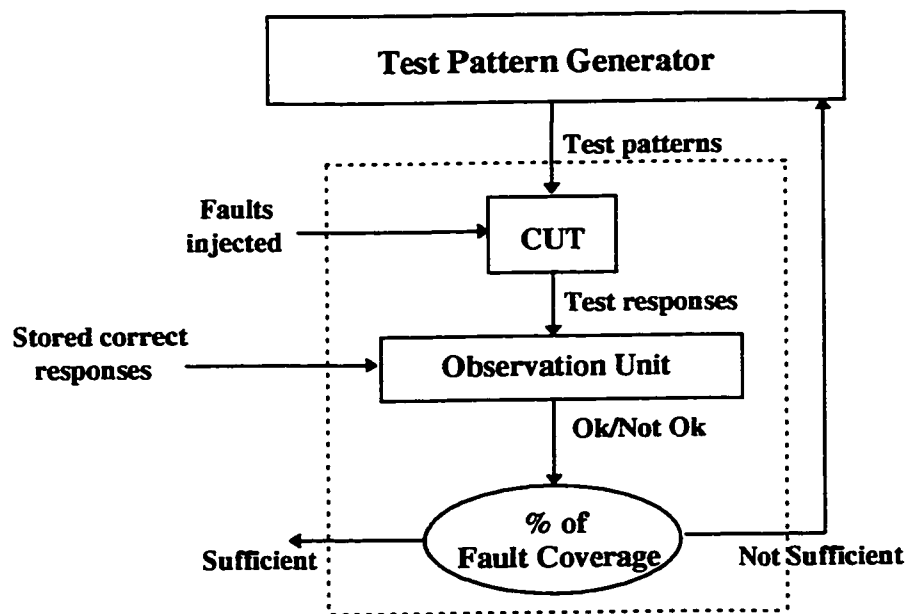 Test Pattern Generator
Test patterns
Faults
injected
CUT
Test responses
Stored correct
responses
Observation Unit
Ok/Not Ok
% of
Fault Coverage
Sufficient
Not Sufficient